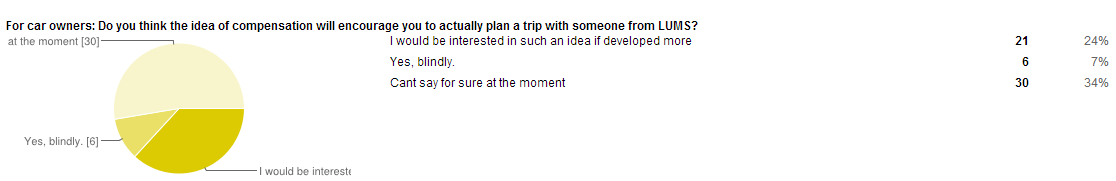 For car owners: Do you think the idea of compensation will encourage you to actually plan a trip with someone from LUMS?
at the moment [30]
Yes, blindly. [6]
I would be intereste
I would be interested in such an idea if developed more 21 24%
Yes, blindly. 6 7%
Cant say for sure at the moment 30 34%